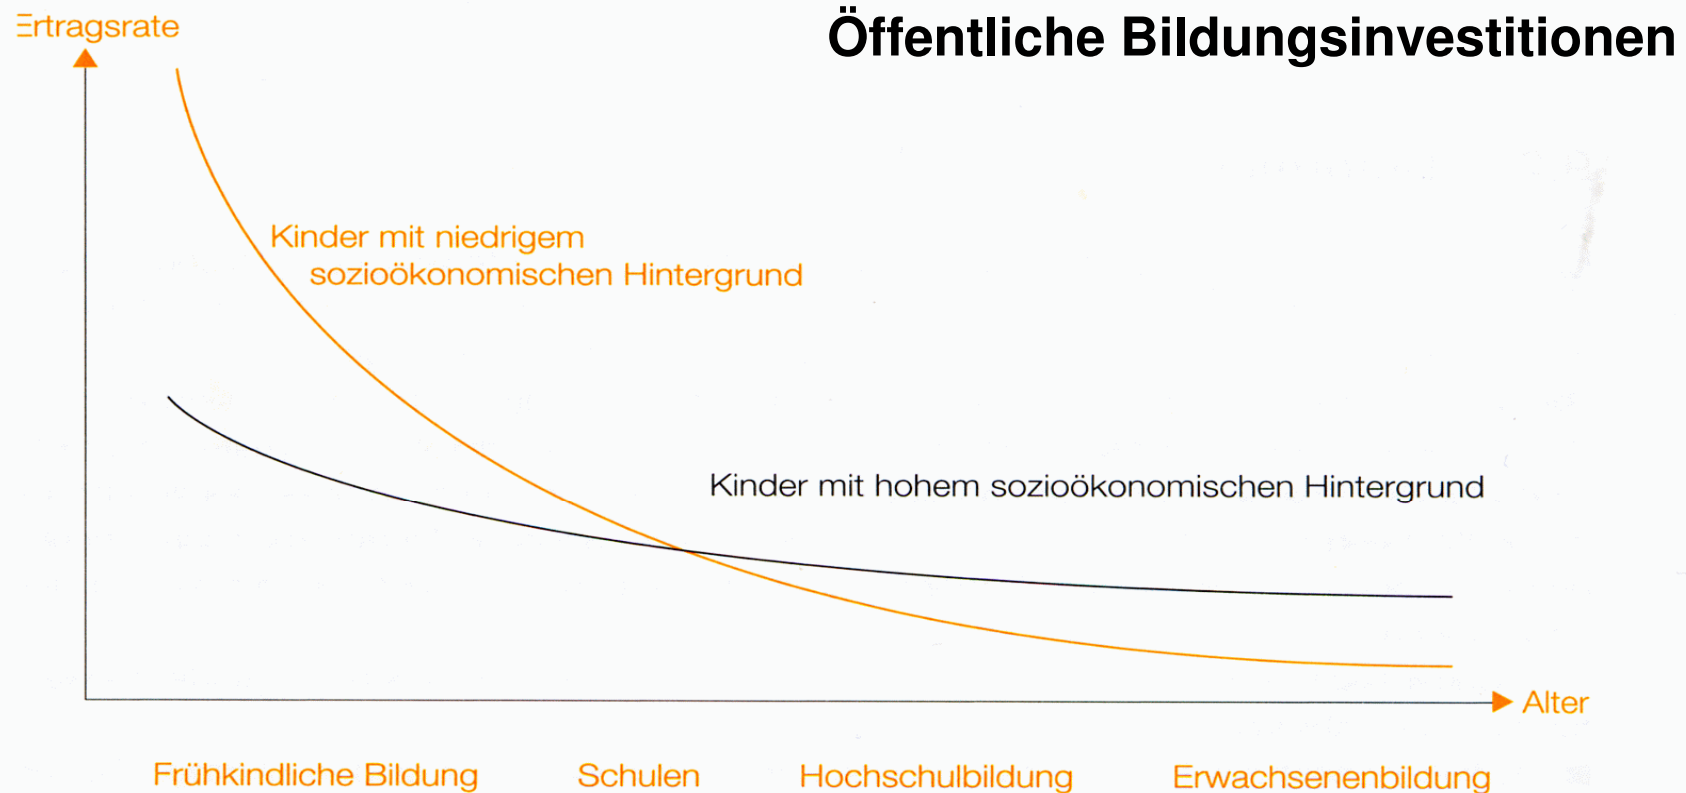 Ertragsrate
Öffentliche Bildungsinvestitionen
Kinder mit niedrigem
sozioökonomischen Hintergrund
Kinder mit hohem sozioökonomischen Hintergrund
Alter
Frühkindliche Bildung
Schulen
Hochschulbildung
Erwachsenenbildung